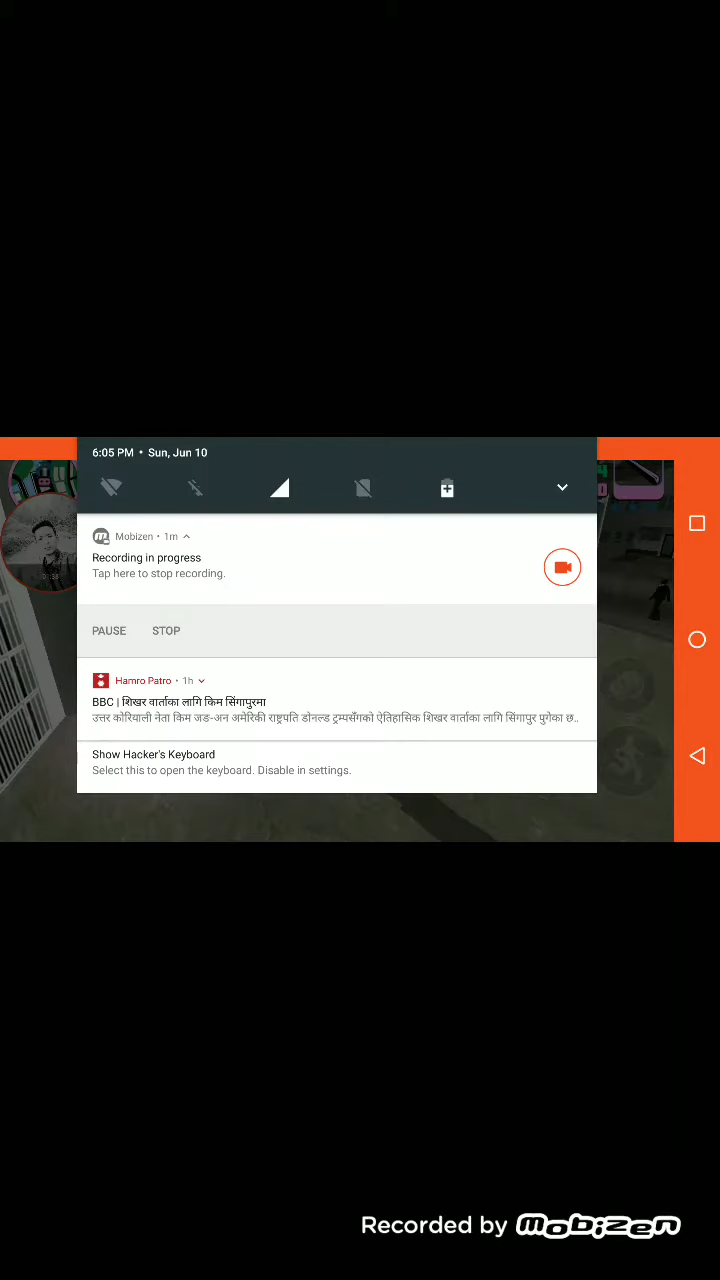 6:05 PM • Sun, Jun 10
Mobizen • 1m
Recording in progress
Tap here to stop recording.
PAUSE STOP
Hamro Patro • 1h
BBC | शिखर वार्ताका लागि किम सिंगापुरमा
उत्तर कोरियाली नेता किम जङ-अन अमेरिकी राष्ट्रपति डोनल्ड ट्रम्पसँगको ऐतिहासिक शिखर वार्ताका लागि सिंगापुर पुगेका छ..
Show Hacker's Keyboard
Select this to open the keyboard. Disable in settings.
Recorded by mobizen